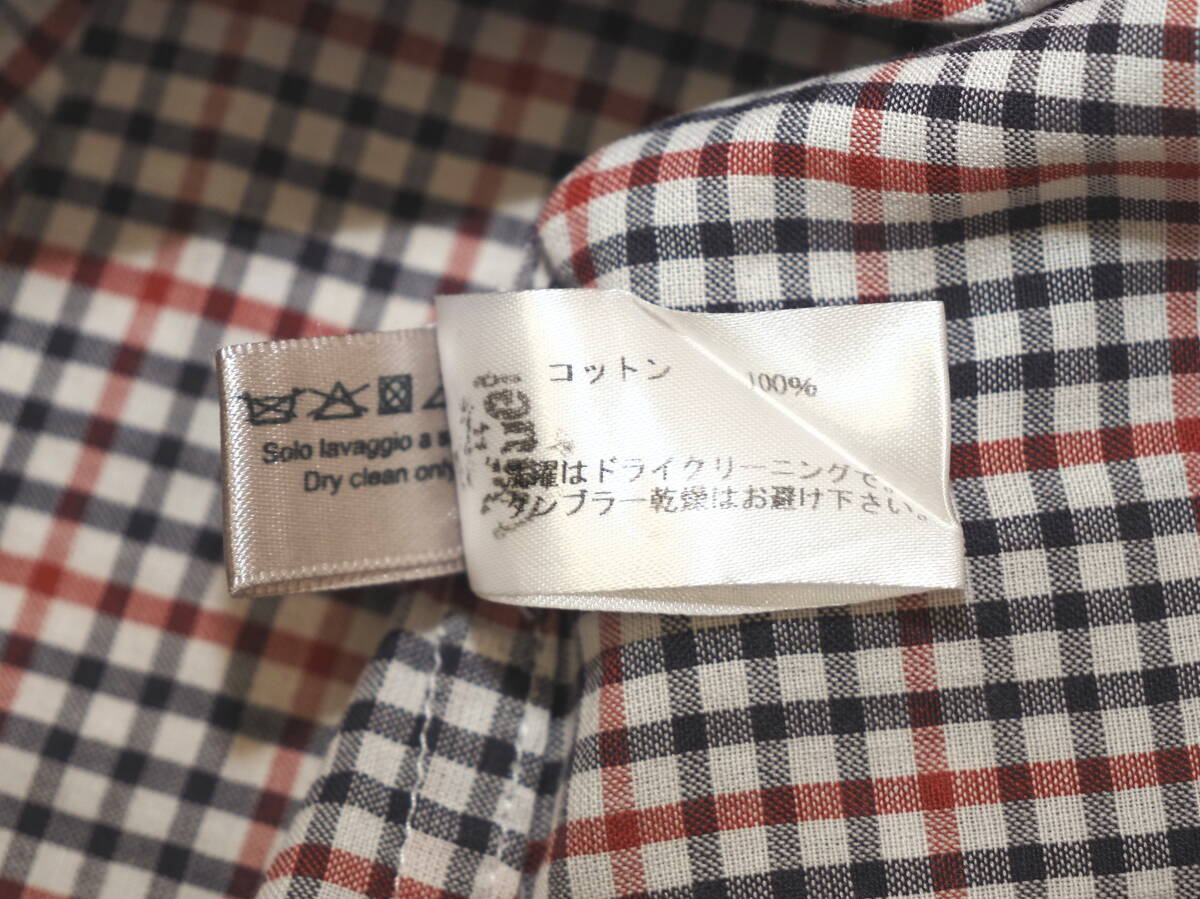 Solo lavaggio a
Dry clean only
コットン 100%
洗濯はドライクリーニングで、
タンブラー乾燥はお避け下さい。